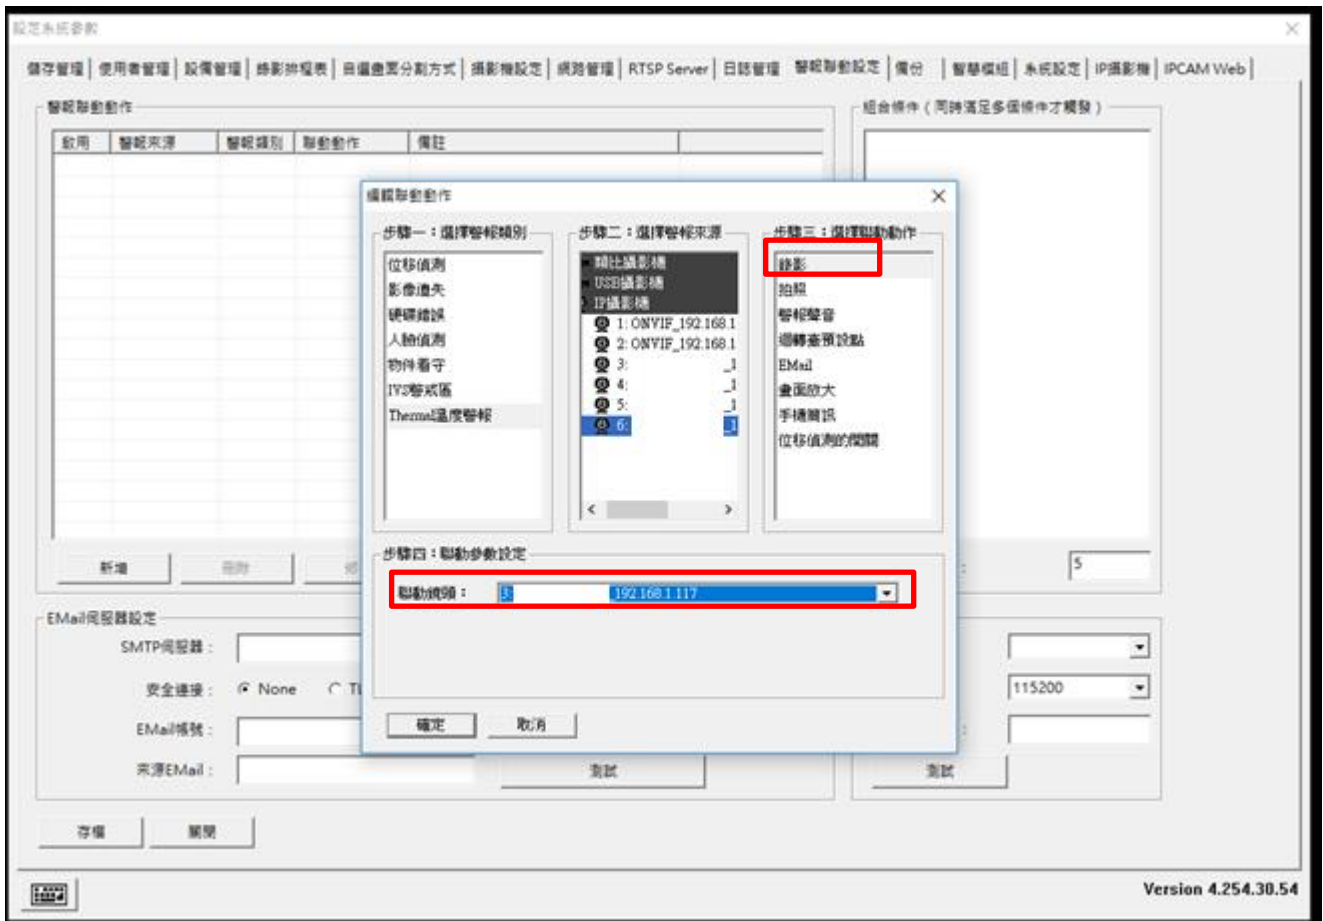 設定系統參數
儲存管理 使用者管理 設備管理 錄影排程表 自還畫面分割方式 攝影機設定 網路管理 RTSP Server 日誌管理 警報聯動設定 備份 智慧模組 系統設定 IP攝影機 IPCAM Web
警報聯動動作
組合條件(同時滿足多個條件才觸發)
啟用 警報來源 警報類別 聯動動作 備註
編輯聯動動作
步驟一:選擇警報類別
位移偵測
影像遺失
硬碟錯誤
人臉偵測
物件看守
IVS警戒區
Thermal溫度警報
步驟二:選擇警報來源
類比攝影機
USB攝影機
IP攝影機
1: ONVIF_192.168.1
2: ONVIF_192.168.1
3: _1
4: _1
5: _1
6: _1
步驟三:選擇聯動動作
錄影
拍照
警報聲音
迴轉臺預設點
EMail
畫面放大
手機簡訊
位移偵測的開關
步驟四:聯動參數設定
聯動鏡頭: 3: _192.168.1.117
確定 取消
新增 刪除
: 5
EMail伺服器設定
SMTP伺服器:
安全連接: None TL
115200
EMail帳號:
:
來源EMail:
測試 測試
存檔 關閉
Version 4.254.30.54